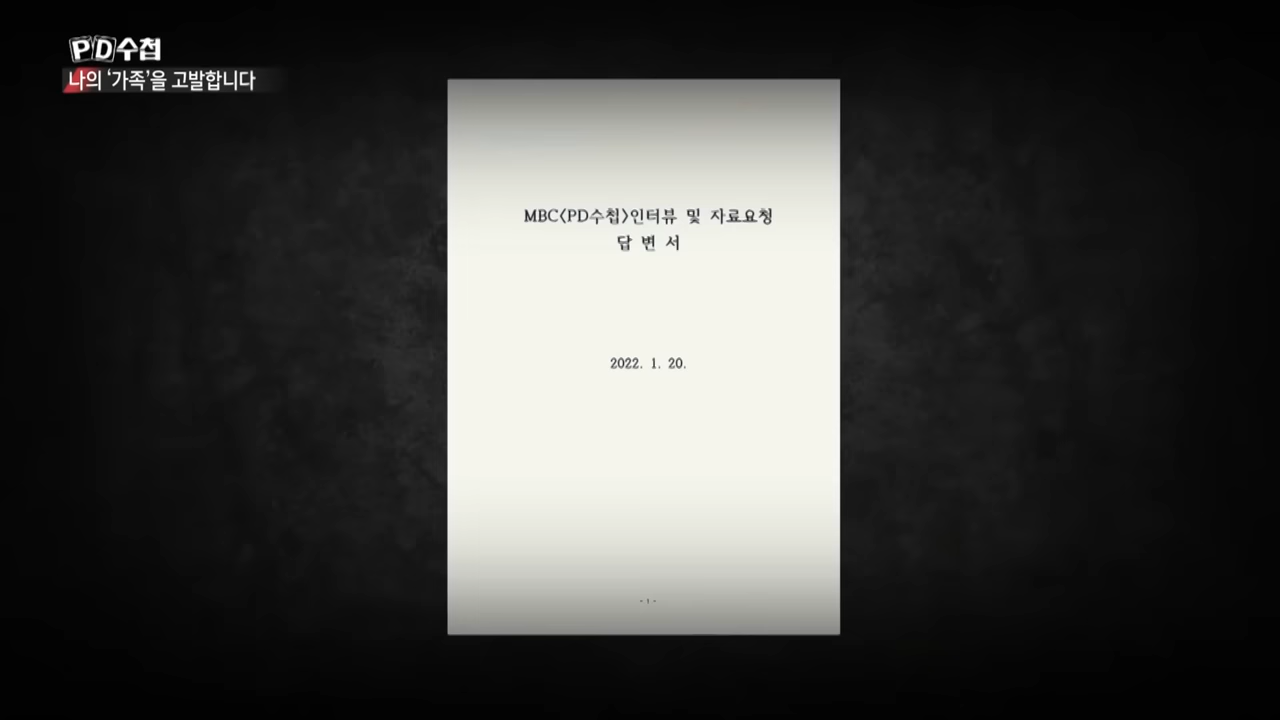 PD수첩
나의 '가족'을 고발합니다
MBC<PD수첩>인터뷰 및 자료요청
답 변 서
2022. 1. 20.
- 1 -